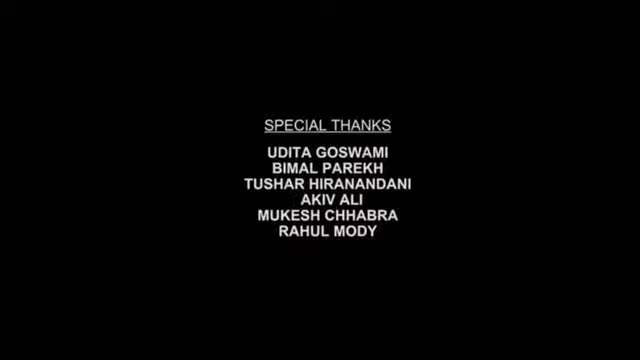 SPECIAL THANKS
UDITA GOSWAMI
BIMAL PAREKH
TUSHAR HIRANANDANI
AKIV ALI
MUKESH CHHABRA
RAHUL MODY